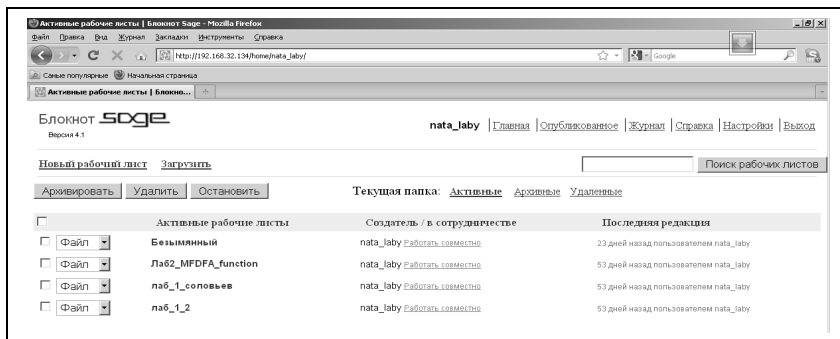 Активные рабочие листы | Блокнот Sage - Mozilla Firefox
Файл Правка Вид Журнал Закладки Инструменты Справка
http://192.168.32.134/home/nata_laby/ Google
Самые популярные Начальная страница
Активные рабочие листы | Блокно...
Блокнот sage
Версия 4.1
nata_laby | Главная | Опубликованное | Журнал | Справка | Настройки | Выход
Новый рабочий лист Загрузить Поиск рабочих листов
Архивировать Удалить Остановить Текущая папка: Активные Архивные Удаленные
Активные рабочие листы Создатель / в сотрудничестве Последняя редакция
Файл Безымянный nata_laby Работать совместно 23 дней назад пользователем nata_laby
Файл Лаб2_MFDFA_function nata_laby Работать совместно 53 дней назад пользователем nata_laby
Файл лаб_1_соловьев nata_laby Работать совместно 53 дней назад пользователем nata_laby
Файл лаб_1_2 nata_laby Работать совместно 53 дней назад пользователем nata_laby